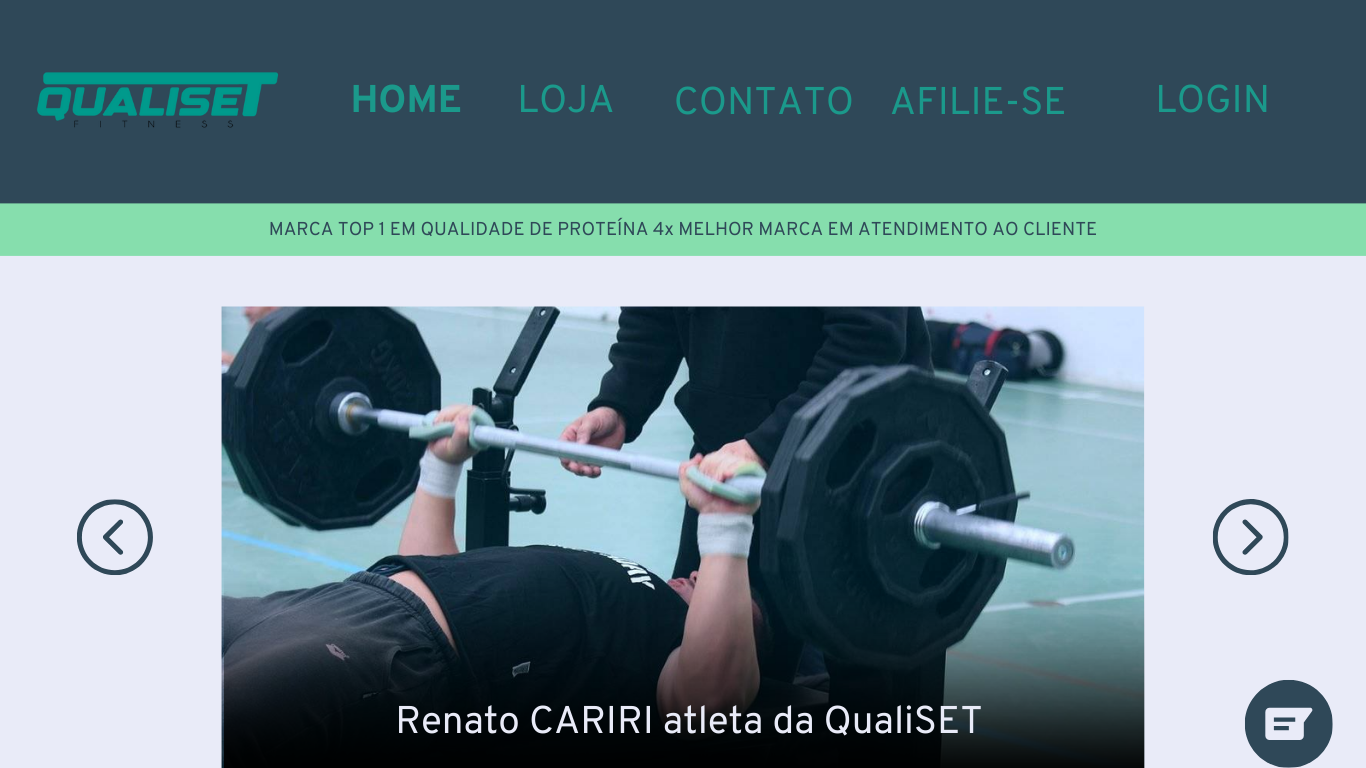 QUALISET
FITNESS
HOME LOJA CONTATO AFILIE-SE LOGIN
MARCA TOP 1 EM QUALIDADE DE PROTEÍNA 4x MELHOR MARCA EM ATENDIMENTO AO CLIENTE
Renato CARIRI atleta da QualiSET